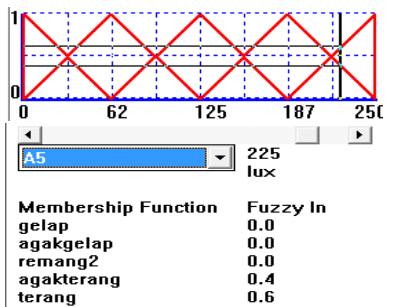 1
0
0 62 125 187 250
A5 225
lux
Membership Function Fuzzy In
gelap 0.0
agakgelap 0.0
remang2 0.0
agakterang 0.4
terang 0.6